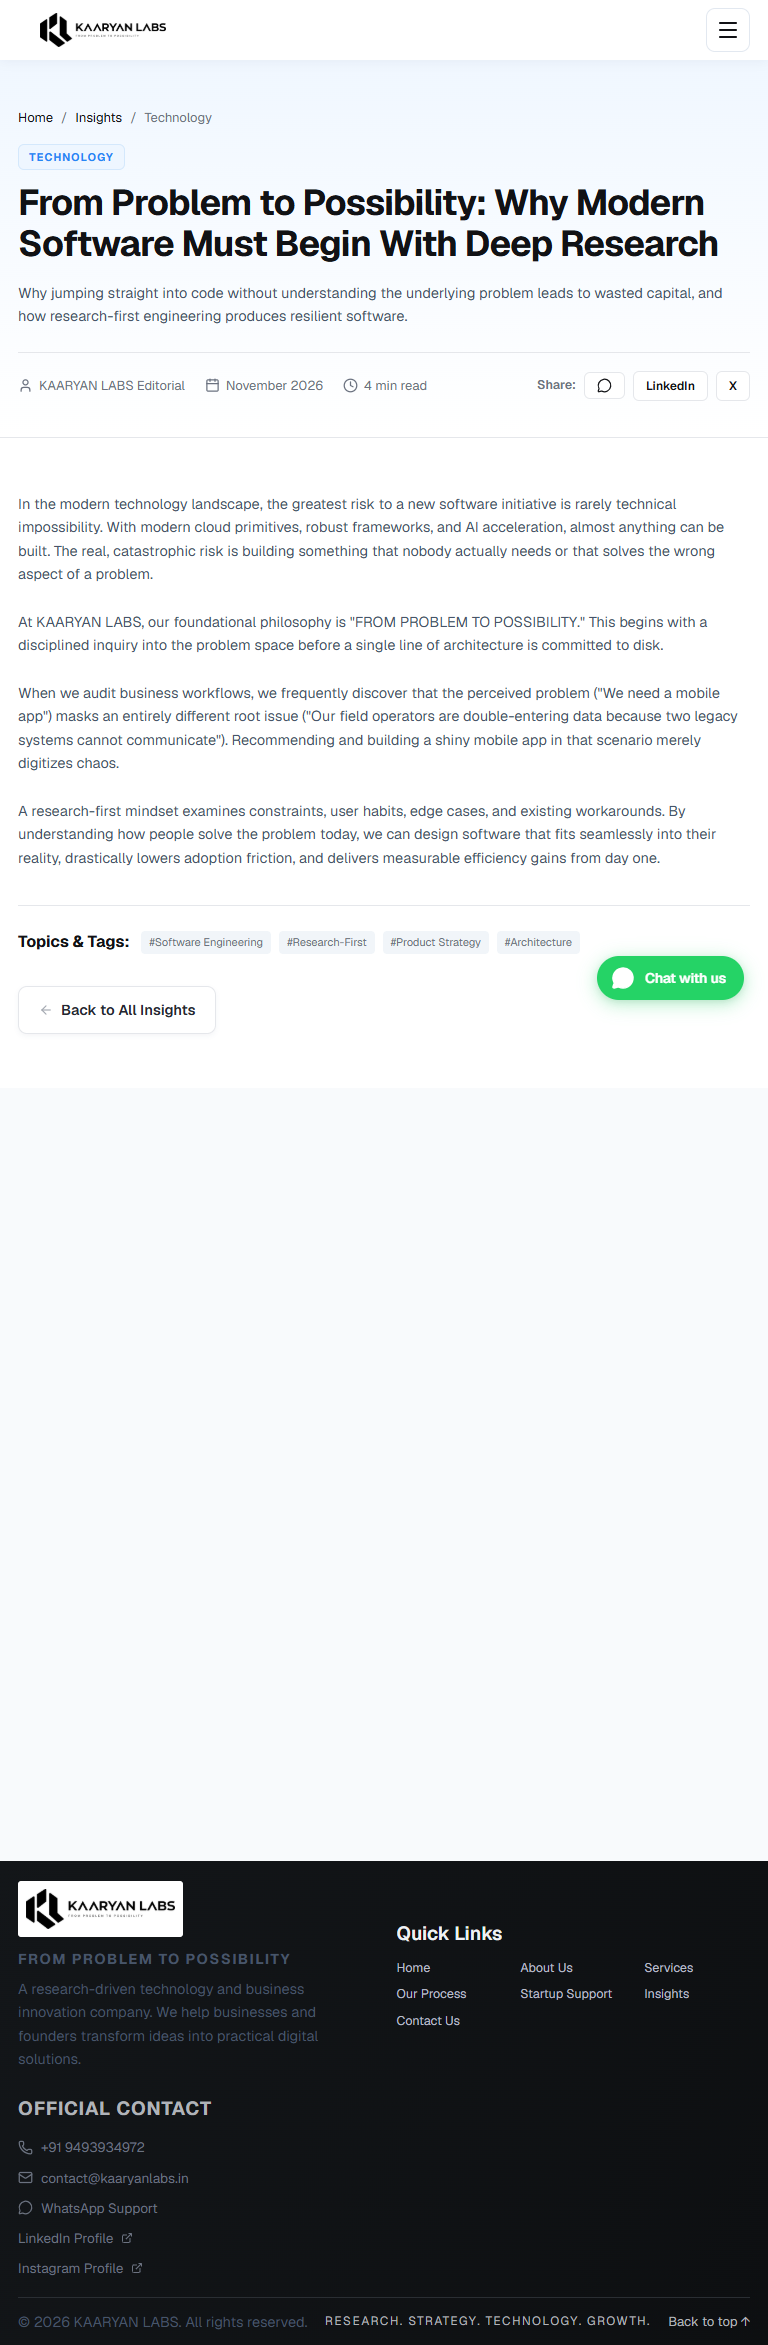 KAARYAN LABS
FROM PROBLEM TO POSSIBILITY
Home / Insights / Technology
TECHNOLOGY
From Problem to Possibility: Why Modern
Software Must Begin With Deep Research
Why jumping straight into code without understanding the underlying problem leads to wasted capital, and
how research-first engineering produces resilient software.
KAARYAN LABS Editorial November 2026 4 min read Share: LinkedIn X
In the modern technology landscape, the greatest risk to a new software initiative is rarely technical
impossibility. With modern cloud primitives, robust frameworks, and AI acceleration, almost anything can be
built. The real, catastrophic risk is building something that nobody actually needs or that solves the wrong
aspect of a problem.
At KAARYAN LABS, our foundational philosophy is "FROM PROBLEM TO POSSIBILITY." This begins with a
disciplined inquiry into the problem space before a single line of architecture is committed to disk.
When we audit business workflows, we frequently discover that the perceived problem ("We need a mobile
app") masks an entirely different root issue ("Our field operators are double-entering data because two legacy
systems cannot communicate"). Recommending and building a shiny mobile app in that scenario merely
digitizes chaos.
A research-first mindset examines constraints, user habits, edge cases, and existing workarounds. By
understanding how people solve the problem today, we can design software that fits seamlessly into their
reality, drastically lowers adoption friction, and delivers measurable efficiency gains from day one.
Topics & Tags: #Software Engineering #Research-First #Product Strategy #Architecture
Chat with us
← Back to All Insights
KAARYAN LABS
FROM PROBLEM TO POSSIBILITY
FROM PROBLEM TO POSSIBILITY
A research-driven technology and business
innovation company. We help businesses and
founders transform ideas into practical digital
solutions.
Quick Links
Home About Us Services
Our Process Startup Support Insights
Contact Us
OFFICIAL CONTACT
+91 9493934972
contact@kaaryanlabs.in
WhatsApp Support
LinkedIn Profile
Instagram Profile
© 2026 KAARYAN LABS. All rights reserved. RESEARCH. STRATEGY. TECHNOLOGY. GROWTH. Back to top ↑